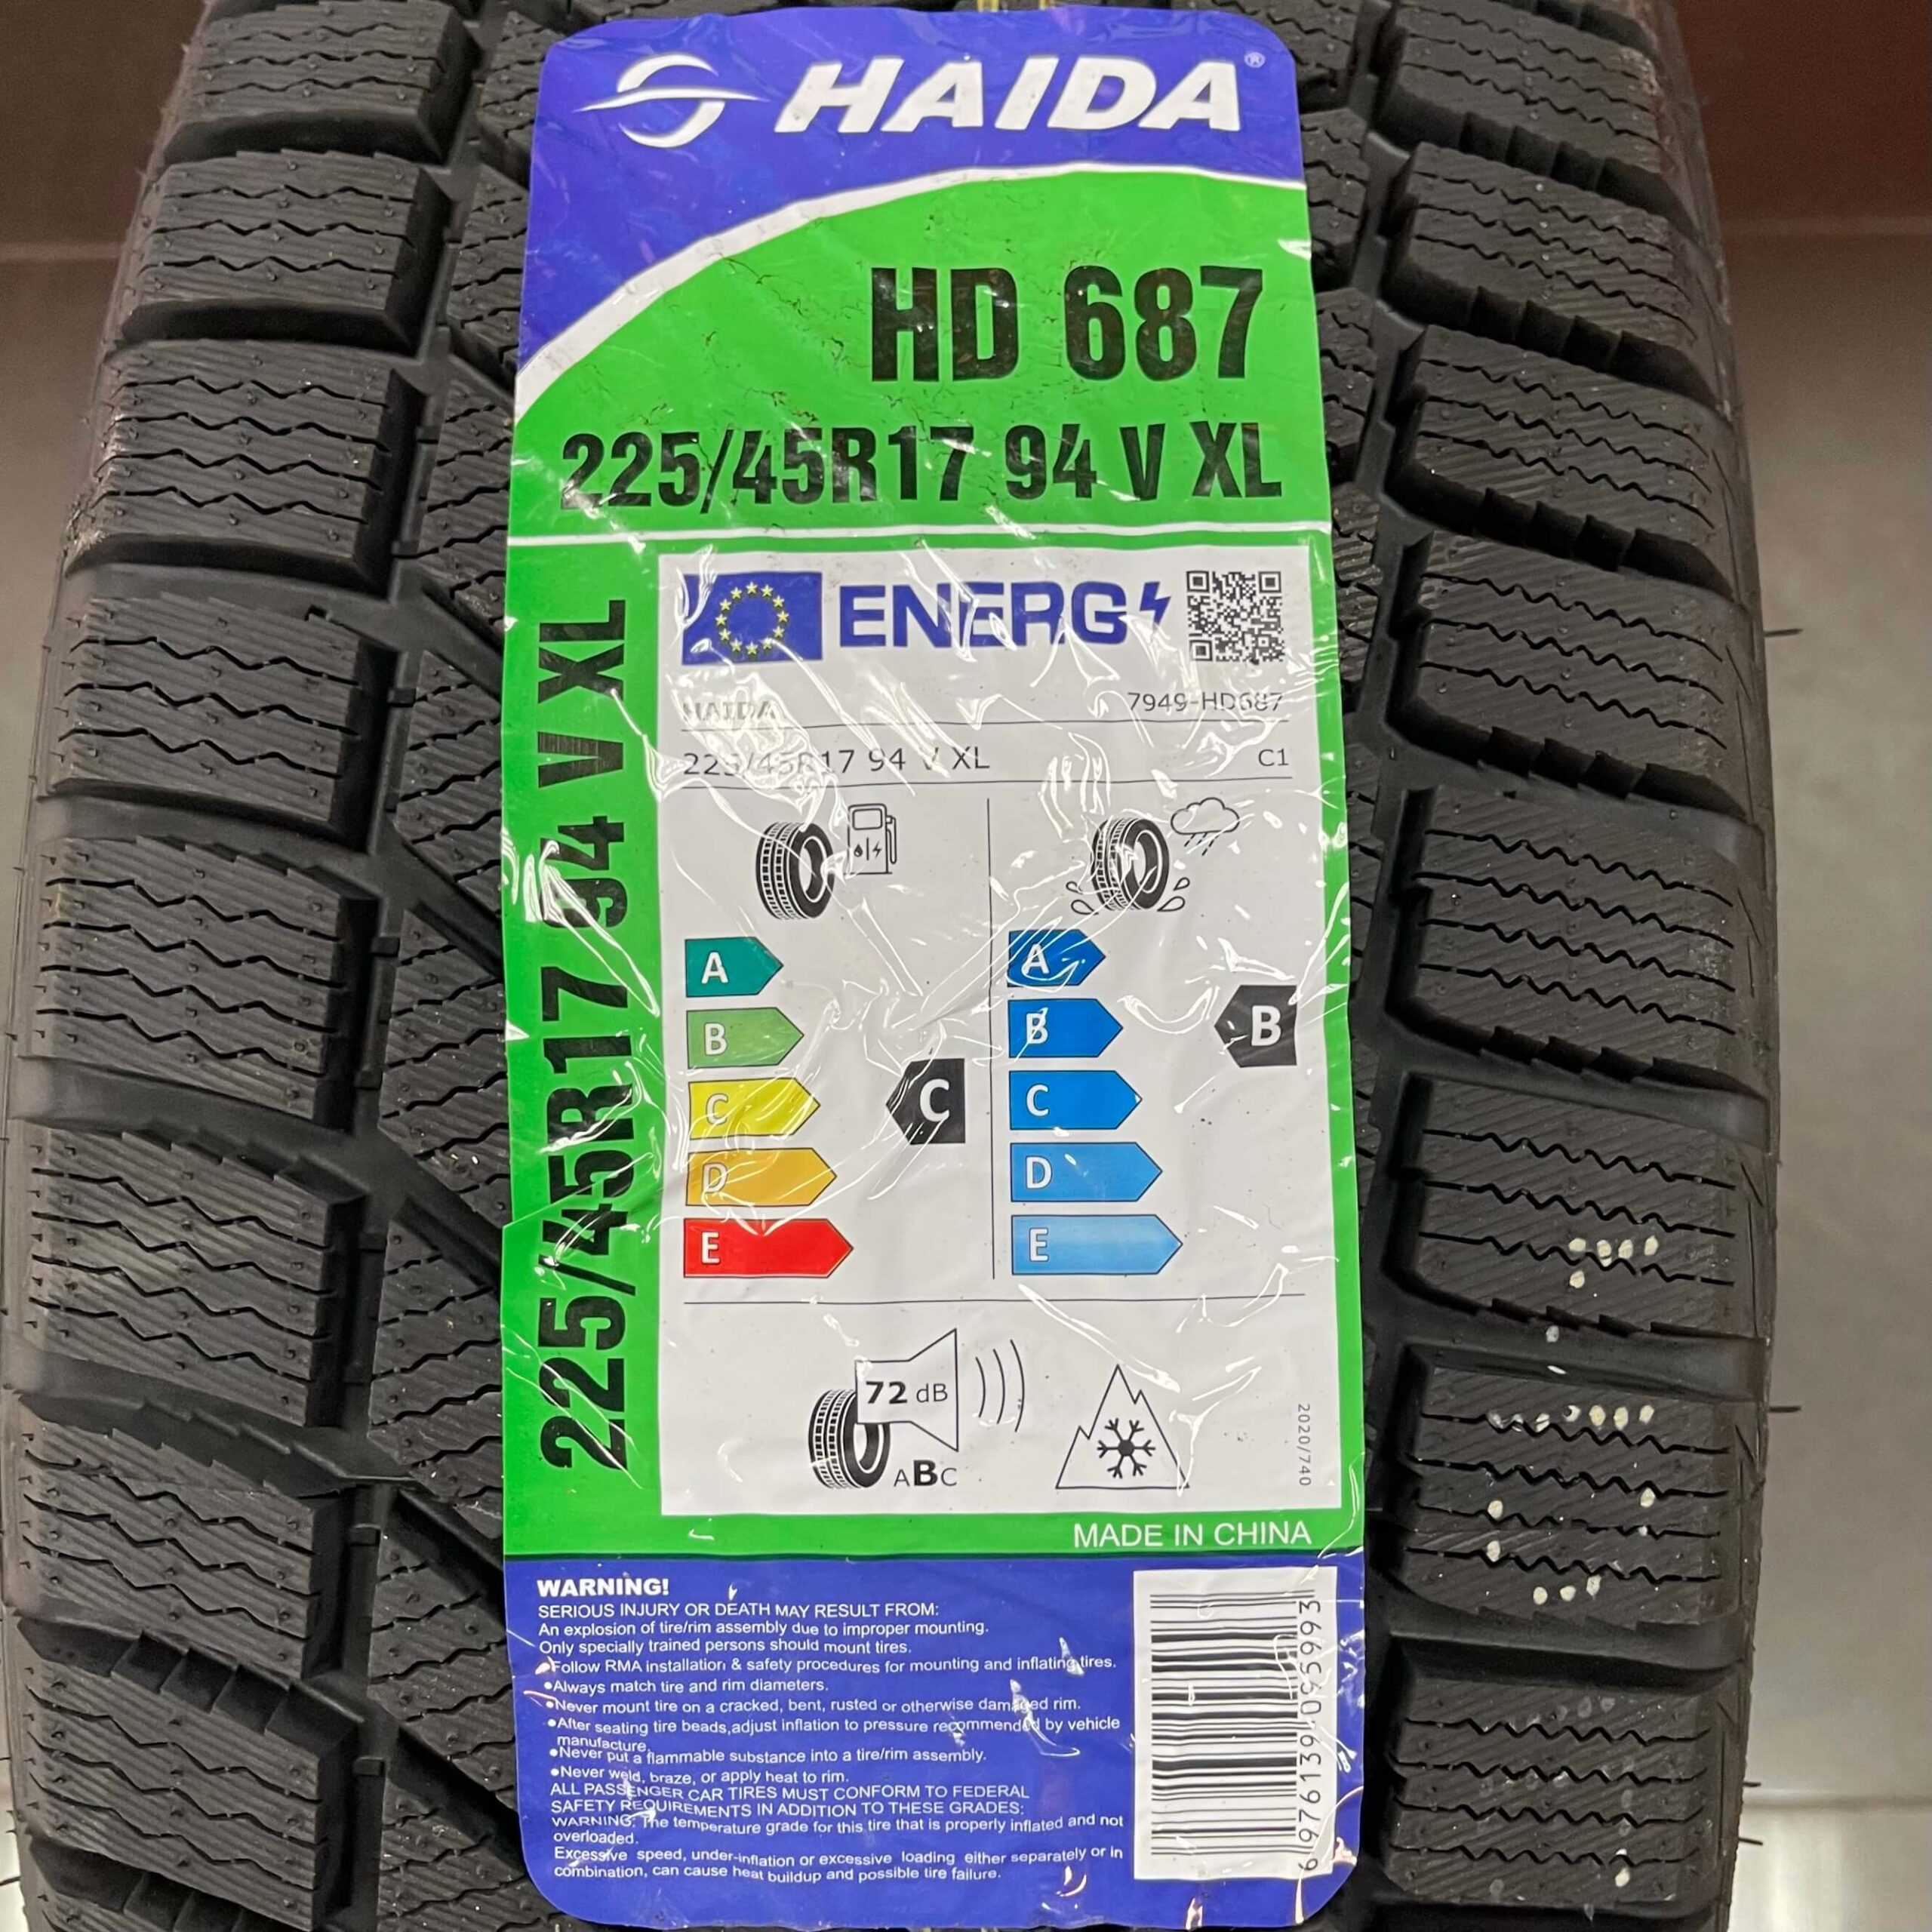 HAIDA®
HD 687
225/45R17 94 V XL
225/45R17 94 V XL
ENERG
HAIDA
7949-HD687
225/45R17 94 V XL
C1
A
B
C
D
E
C
A
B
C
D
E
B
72 dB
ABC
2020/740
MADE IN CHINA
WARNING!
SERIOUS INJURY OR DEATH MAY RESULT FROM:
An explosion of tire/rim assembly due to improper mounting.
Only specially trained persons should mount tires.
●Follow RMA installation & safety procedures for mounting and inflating tires.
●Always match tire and rim diameters.
●Never mount tire on a cracked, bent, rusted or otherwise damaged rim.
●After seating tire beads,adjust inflation to pressure recommended by vehicle
manufacture.
●Never put a flammable substance into a tire/rim assembly.
●Never weld, braze, or apply heat to rim.
ALL PASSENGER CAR TIRES MUST CONFORM TO FEDERAL
SAFETY REQUIREMENTS IN ADDITION TO THESE GRADES:
WARNING: The temperature grade for this tire that is properly inflated and not
overloaded.
Excessive speed, under-inflation or excessive loading either separately or in
combination, can cause heat buildup and possible tire failure.
6 976139 095993